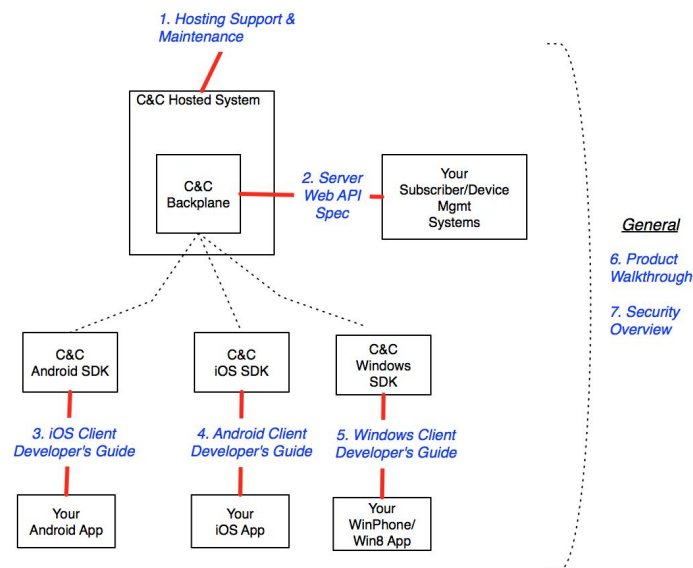 1. Hosting Support &
Maintenance
C&C Hosted System
C&C
Backplane
2. Server
Web API
Spec
Your
Subscriber/Device
Mgmt
Systems
General
6. Product
Walkthrough
7. Security
Overview
C&C
Android SDK
C&C
iOS SDK
C&C
Windows
SDK
3. iOS Client
Developer's Guide
4. Android Client
Developer's Guide
5. Windows Client
Developer's Guide
Your
Android App
Your
iOS App
Your
WinPhone/
Win8 App